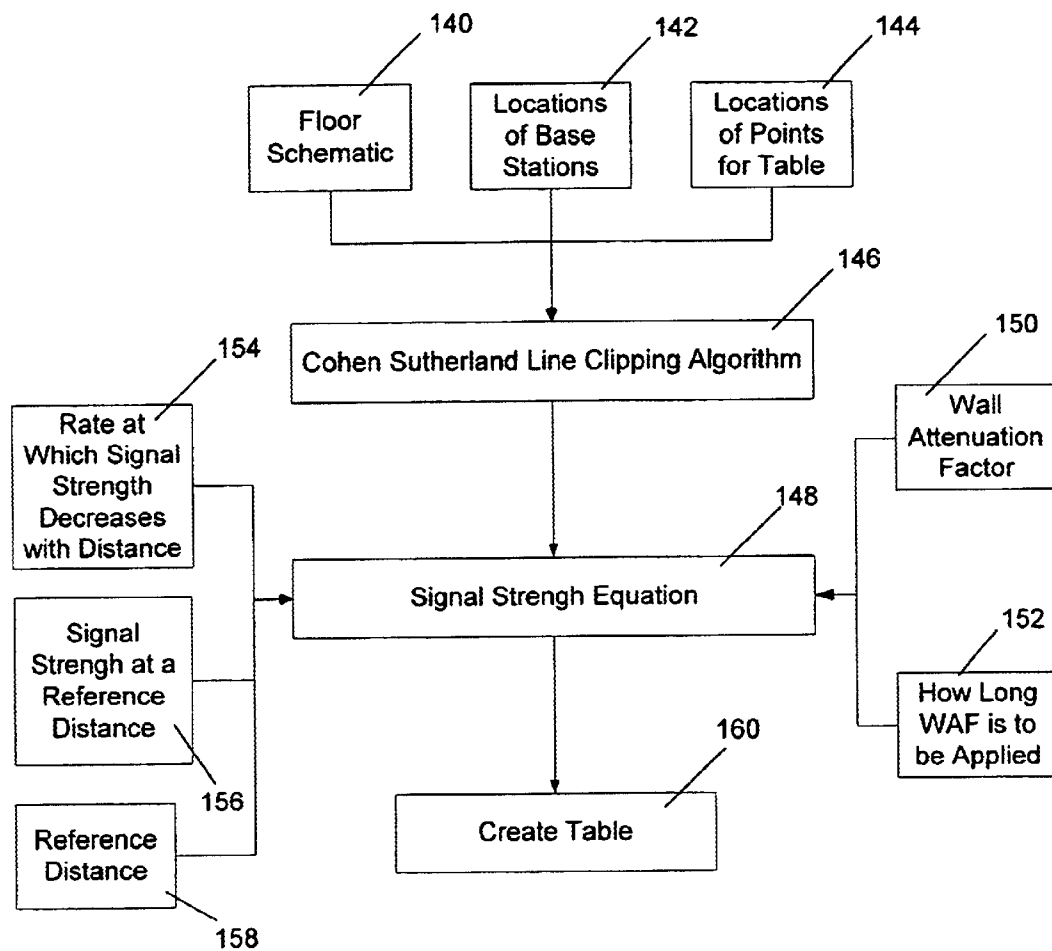 140
142
144
Floor
Schematic
Locations
of Base
Stations
Locations
of Points
for Table
146
Cohen Sutherland Line Clipping Algorithm
154
Rate at
Which Signal
Strength
Decreases
with Distance
150
Wall
Attenuation
Factor
148
Signal Strengh Equation
Signal
Strengh at a
Reference
Distance
156
152
How Long
WAF is to
be Applied
160
Create Table
Reference
Distance
158